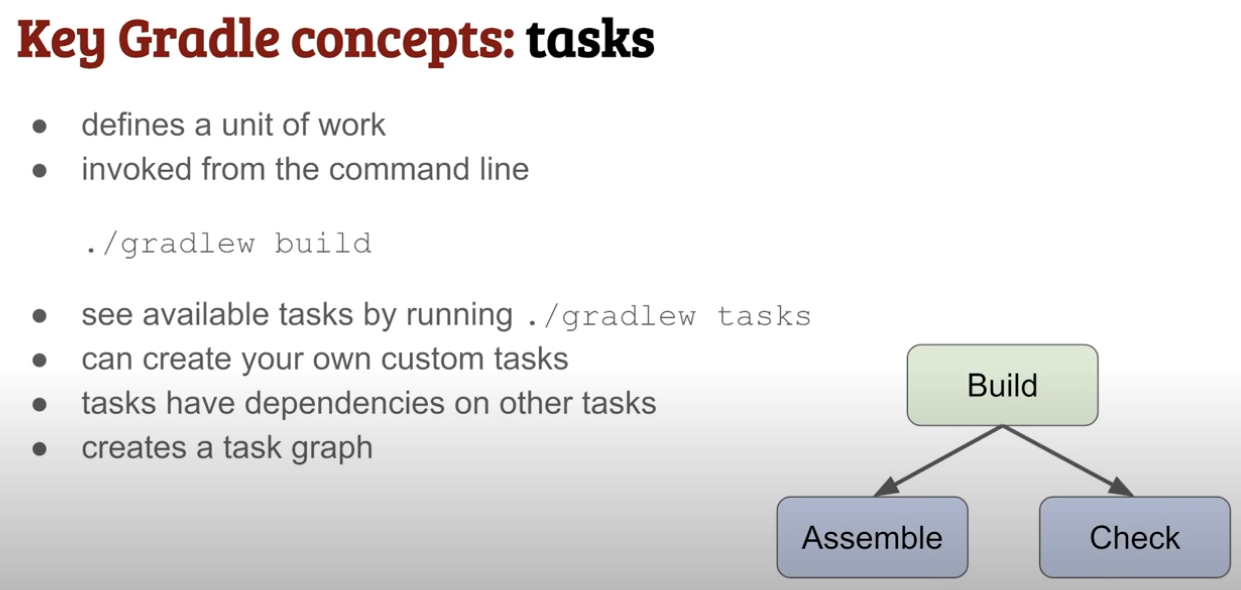 Key Gradle concepts: tasks
● defines a unit of work
● invoked from the command line
./gradlew build
● see available tasks by running ./gradlew tasks
● can create your own custom tasks
● tasks have dependencies on other tasks
● creates a task graph
Build
Assemble
Check